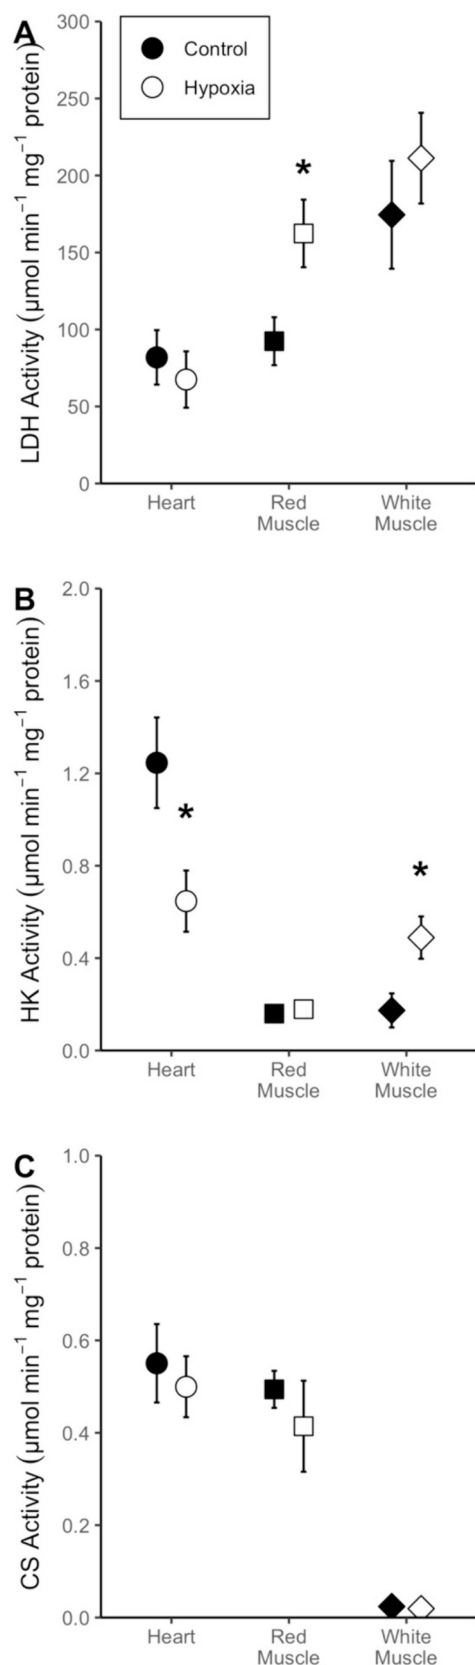 A
LDH Activity (μmol min⁻¹ mg⁻¹ protein)
300
250
200
150
100
50
0
Control
Hypoxia
*
Heart
Red
Muscle
White
Muscle
B
HK Activity (μmol min⁻¹ mg⁻¹ protein)
2.0
1.6
1.2
0.8
0.4
0.0
*
*
Heart
Red
Muscle
White
Muscle
C
CS Activity (μmol min⁻¹ mg⁻¹ protein)
1.0
0.8
0.6
0.4
0.2
0.0
Heart
Red
Muscle
White
Muscle